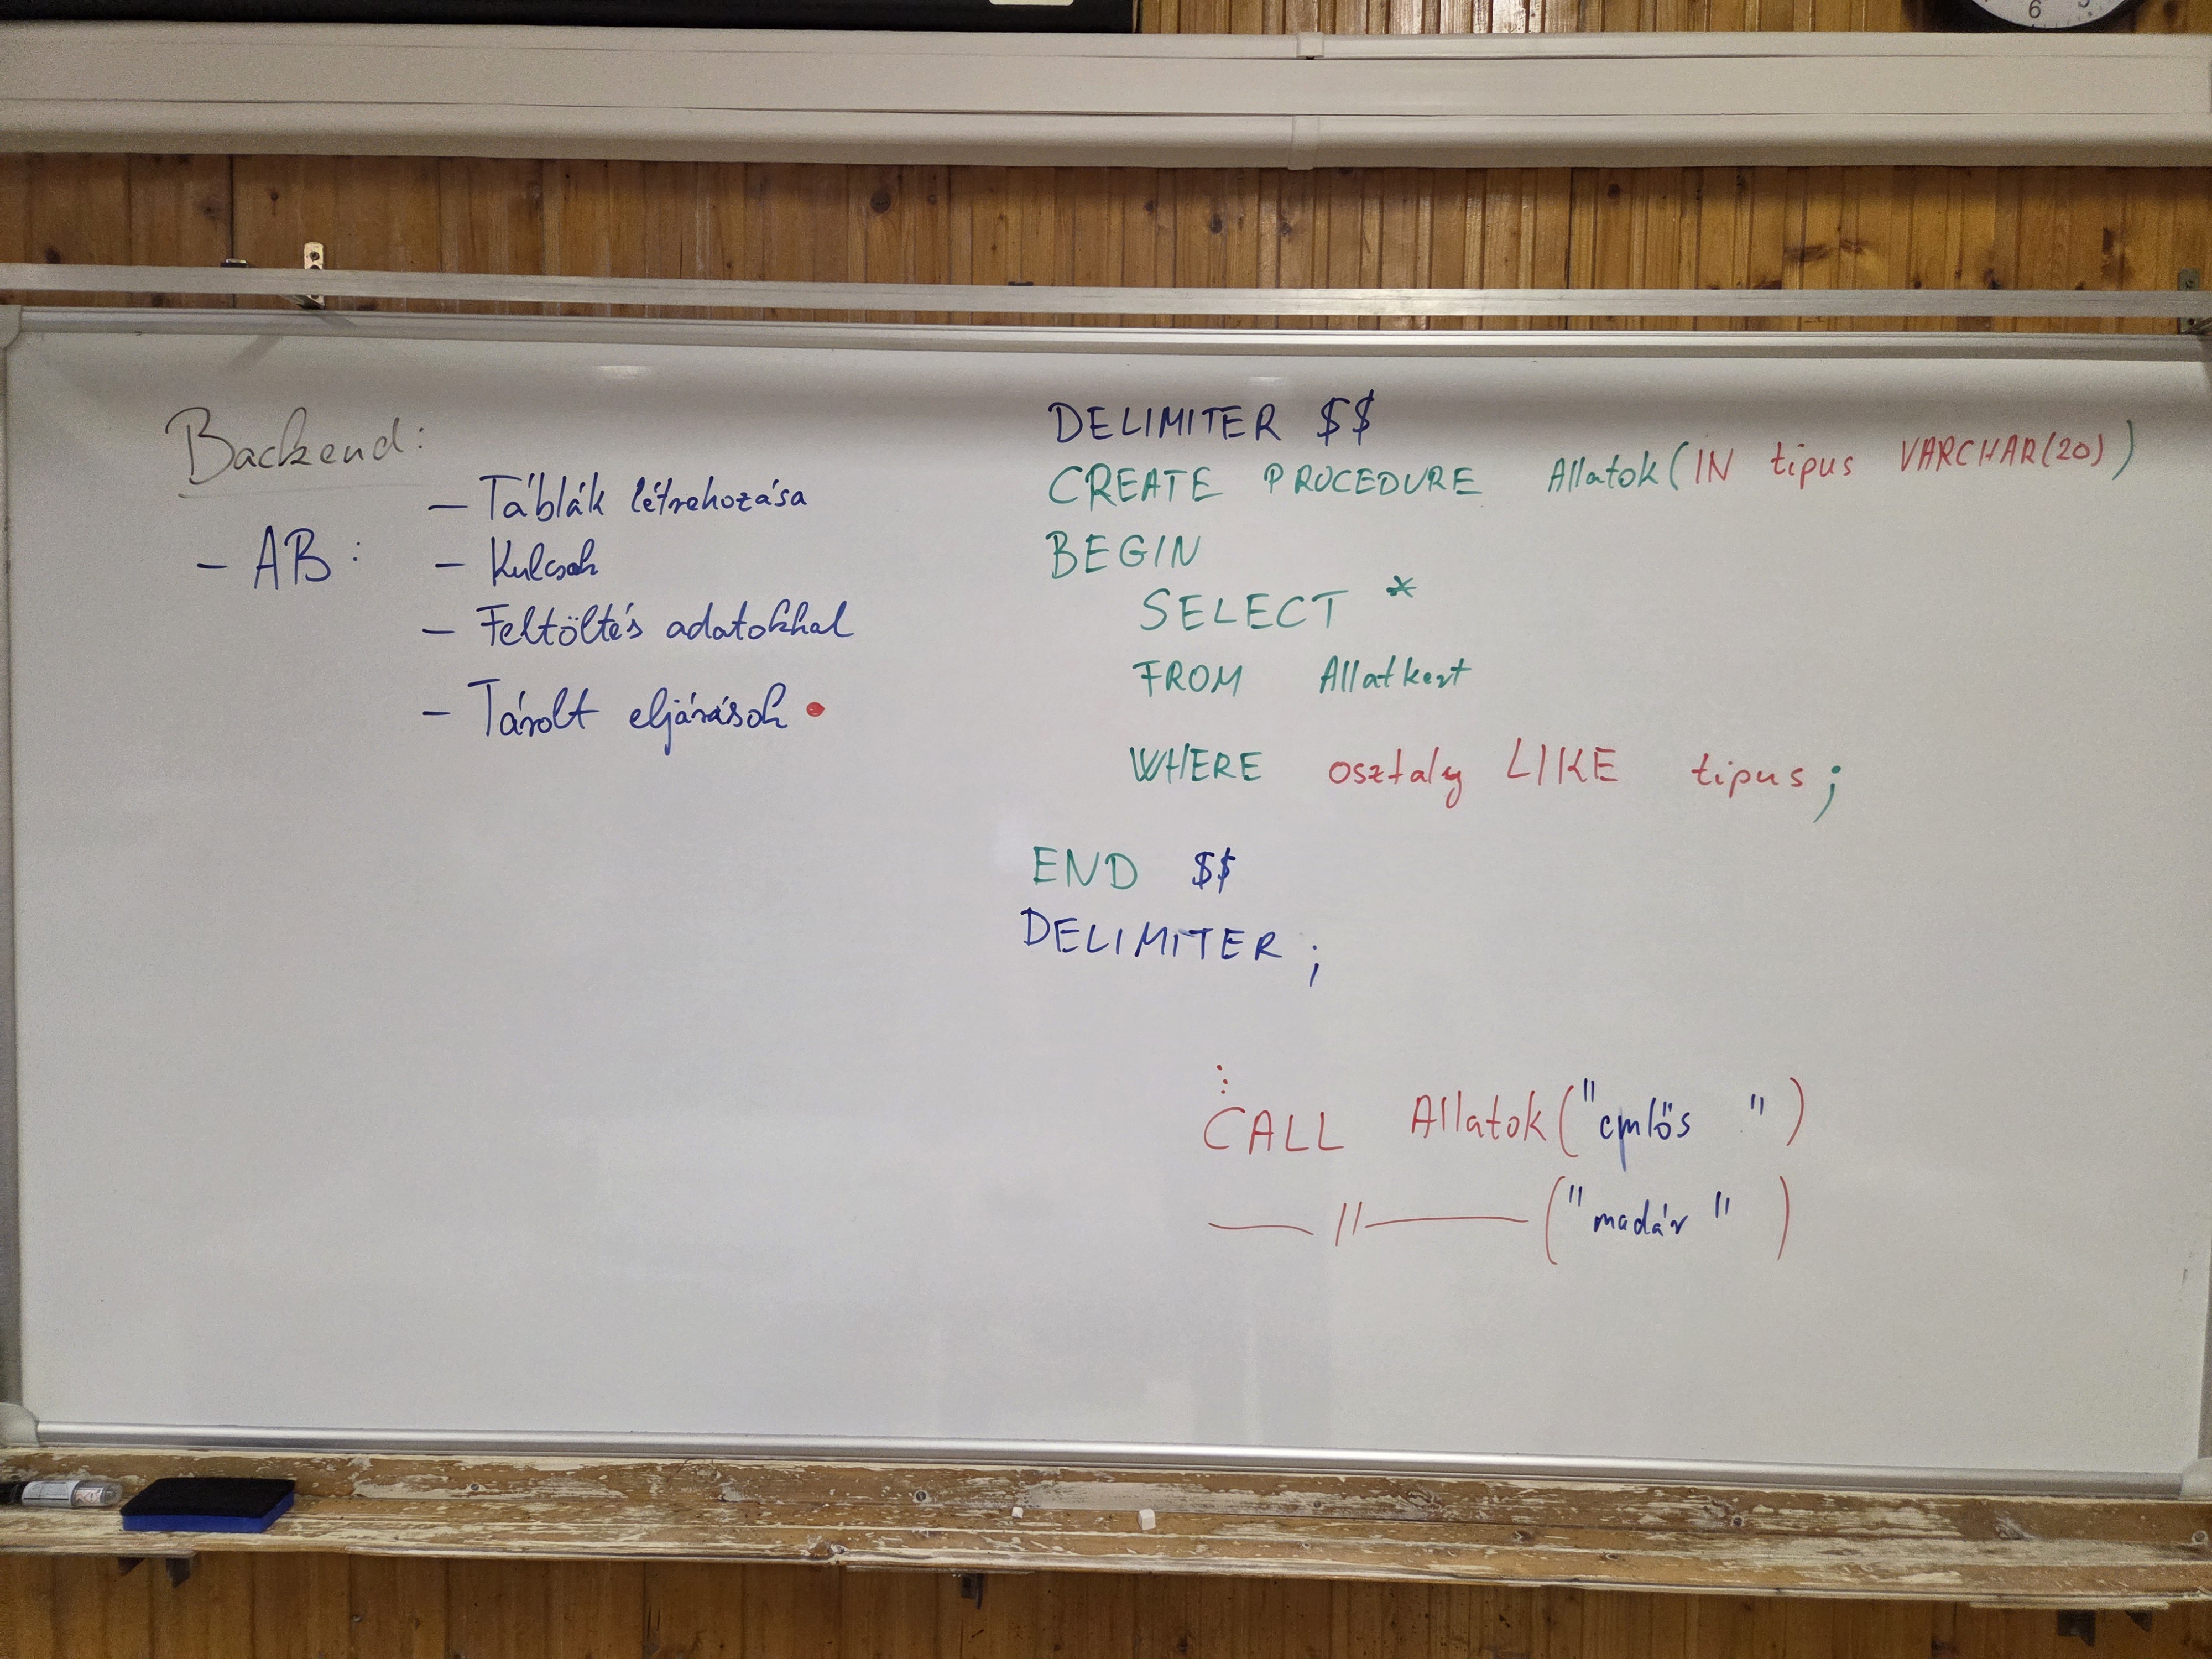 Backend:
- AB:
- Táblák létrehozása
- Kulcsok
- Feltöltés adatokkal
- Tárolt eljárások
DELIMITER $$
CREATE PROCEDURE Allatok(IN tipus VARCHAR(20))
BEGIN
SELECT *
FROM Allatkert
WHERE osztaly LIKE tipus;
END $$
DELIMITER ;
CALL Allatok("emlős")
—— 〃 —— ("madár")
6